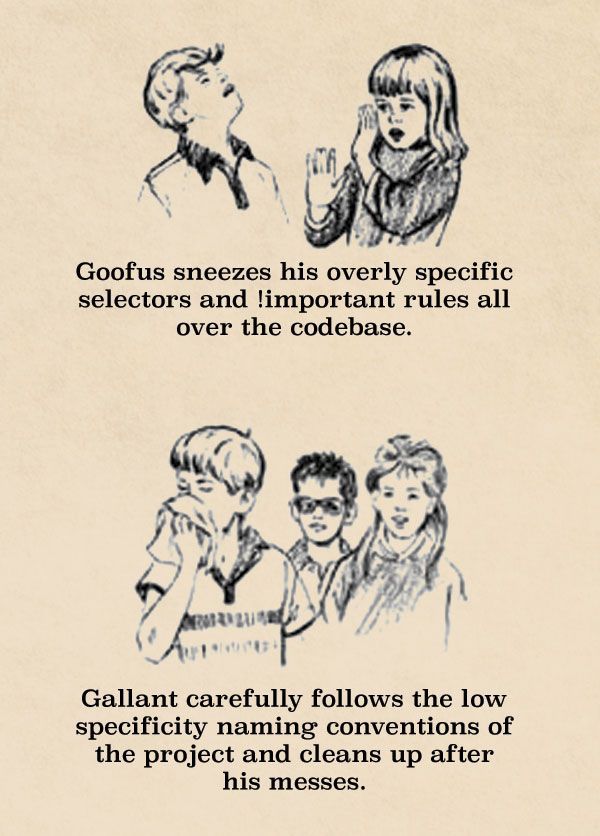 Goofus sneezes his overly specific
selectors and !important rules all
over the codebase.
Gallant carefully follows the low
specificity naming conventions of
the project and cleans up after
his messes.